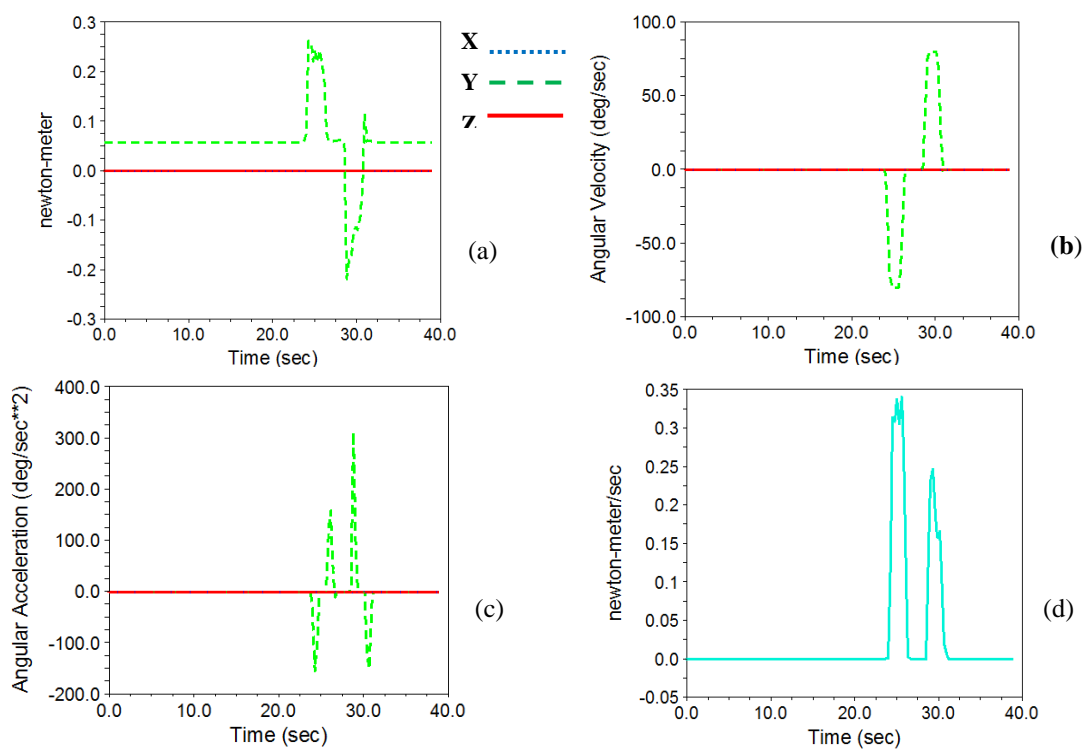 0.3
0.2
0.1
0.0
-0.1
-0.2
-0.3
newton-meter
0.0 10.0 20.0 30.0 40.0
Time (sec)
(a)
X
Y
Z
100.0
50.0
0.0
-50.0
-100.0
Angular Velocity (deg/sec)
0.0 10.0 20.0 30.0 40.0
Time (sec)
(b)
400.0
300.0
200.0
100.0
0.0
-100.0
-200.0
Angular Acceleration (deg/sec**2)
0.0 10.0 20.0 30.0 40.0
Time (sec)
(c)
0.35
0.3
0.25
0.2
0.15
0.1
0.05
0.0
-0.05
newton-meter/sec
0.0 10.0 20.0 30.0 40.0
Time (sec)
(d)